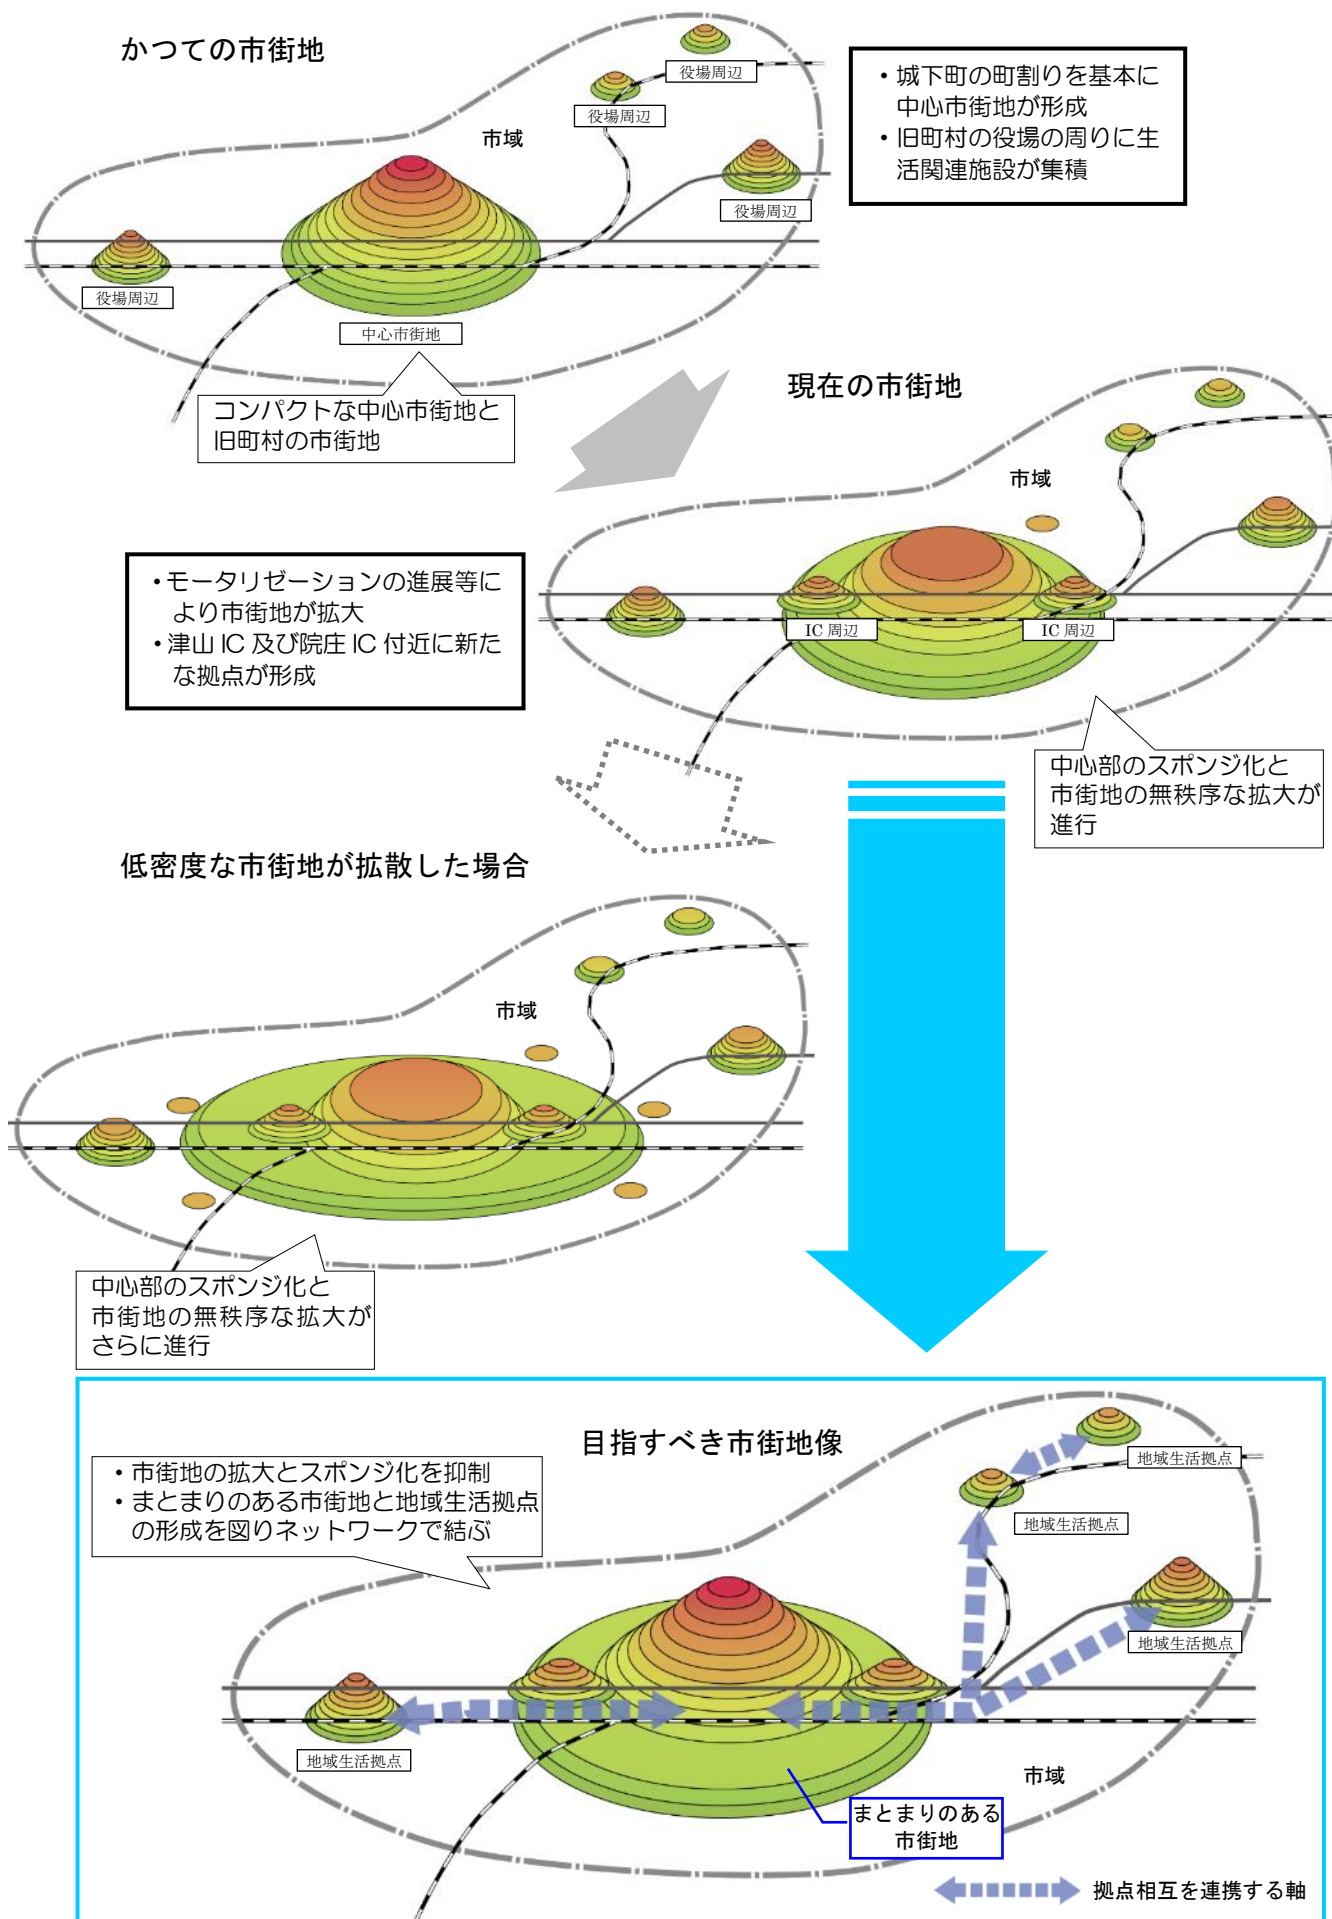 かつての市街地
役場周辺
役場周辺
市域
役場周辺
役場周辺
中心市街地
・城下町の町割りを基本に
中心市街地が形成
・旧町村の役場の周りに生
活関連施設が集積
コンパクトな中心市街地と
旧町村の市街地
現在の市街地
市域
IC 周辺
IC 周辺
・モータリゼーションの進展等に
より市街地が拡大
・津山 IC 及び院庄 IC 付近に新た
な拠点が形成
中心部のスポンジ化と
市街地の無秩序な拡大が
進行
低密度な市街地が拡散した場合
市域
中心部のスポンジ化と
市街地の無秩序な拡大が
さらに進行
目指すべき市街地像
・市街地の拡大とスポンジ化を抑制
・まとまりのある市街地と地域生活拠点
の形成を図りネットワークで結ぶ
地域生活拠点
地域生活拠点
地域生活拠点
地域生活拠点
市域
まとまりのある
市街地
拠点相互を連携する軸